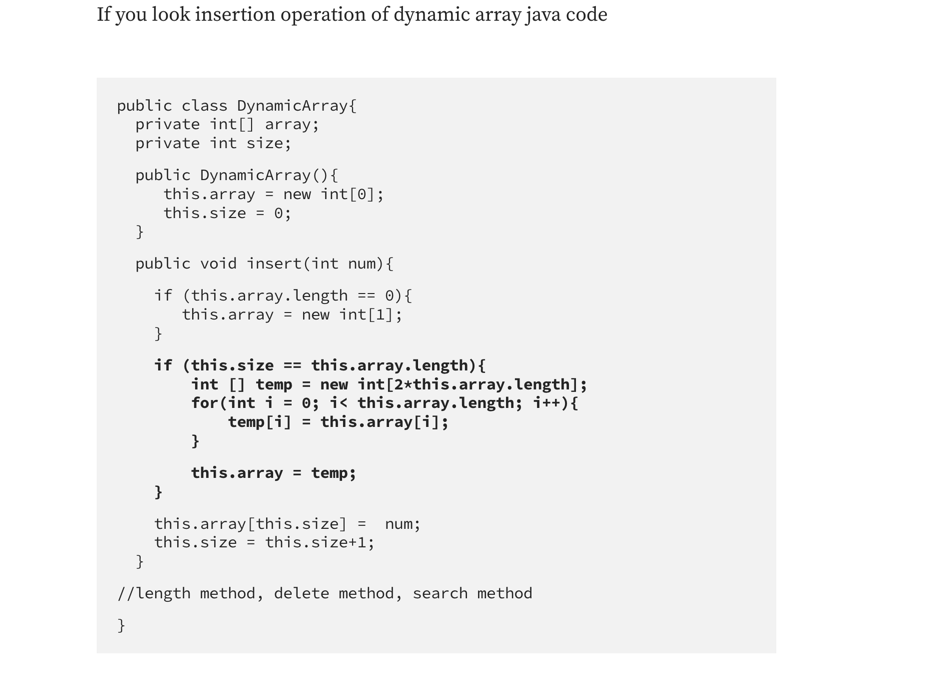 If you look insertion operation of dynamic array java code
public class DynamicArray{
private int[] array;
private int size;
public DynamicArray(){
this.array = new int[0];
this.size = 0;
}
public void insert(int num){
if (this.array.length == 0){
this.array = new int[1];
}
if (this.size == this.array.length){
int [] temp = new int[2*this.array.length];
for(int i = 0; i< this.array.length; i++){
temp[i] = this.array[i];
}
this.array = temp;
}
this.array[this.size] =  num;
this.size = this.size+1;
}
//length method, delete method, search method
}